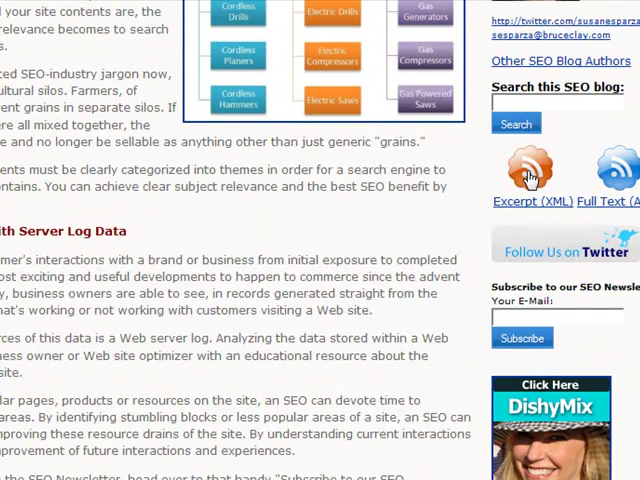 d your site contents are, the
relevance becomes to search
s.
ted SEO-industry jargon now,
ultural silos. Farmers, of
ent grains in separate silos. If
ere all mixed together, the
e and no longer be sellable as anything other than just generic "grains."
ents must be clearly categorized into themes in order for a search engine to
ontains. You can achieve clear subject relevance and the best SEO benefit by
ith Server Log Data
omer's interactions with a brand or business from initial exposure to completed
ost exciting and useful developments to happen to commerce since the advent
y, business owners are able to see, in records generated straight from the
hat's working or not working with customers visiting a Web site.
rces of this data is a Web server log. Analyzing the data stored within a Web
ness owner or Web site optimizer with an educational resource about the
site.
lar pages, products or resources on the site, an SEO can devote time to
areas. By identifying stumbling blocks or less popular areas of a site, an SEO can
mproving these resource drains of the site. By understanding current interactions
mprovement of future interactions and experiences.
n the SEO Newsletter, head over to that handy "Subscribe to our SEO
Cordless
Drills
Electric Drills
Gas
Generators
Cordless
Planers
Electric
Compressors
Gas
Compressors
Cordless
Hammers
Electric Saws
Gas Powered
Saws
http://twitter.com/susanesparza
sesparza@bruceclay.com
Other SEO Blog Authors
Search this SEO blog:
Search
Excerpt (XML)
Full Text (A
Follow Us on Twitter
Subscribe to our SEO Newsle
Your E-Mail:
Subscribe
Click Here
DishyMix